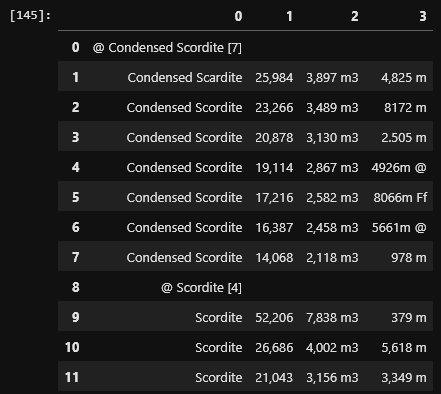 [145]:
0 1 2 3
0 @ Condensed Scordite [7]
1 Condensed Scardite 25,984 3,897 m3 4,825 m
2 Condensed Scordite 23,266 3,489 m3 8172 m
3 Condensed Scordite 20,878 3,130 m3 2.505 m
4 Condensed Scordite 19,114 2,867 m3 4926m @
5 Condensed Scordite 17,216 2,582 m3 8066m Ff
6 Condensed Scordite 16,387 2,458 m3 5661m @
7 Condensed Scordite 14,068 2,118 m3 978 m
8 @ Scordite [4]
9 Scordite 52,206 7,838 m3 379 m
10 Scordite 26,686 4,002 m3 5,618 m
11 Scordite 21,043 3,156 m3 3,349 m